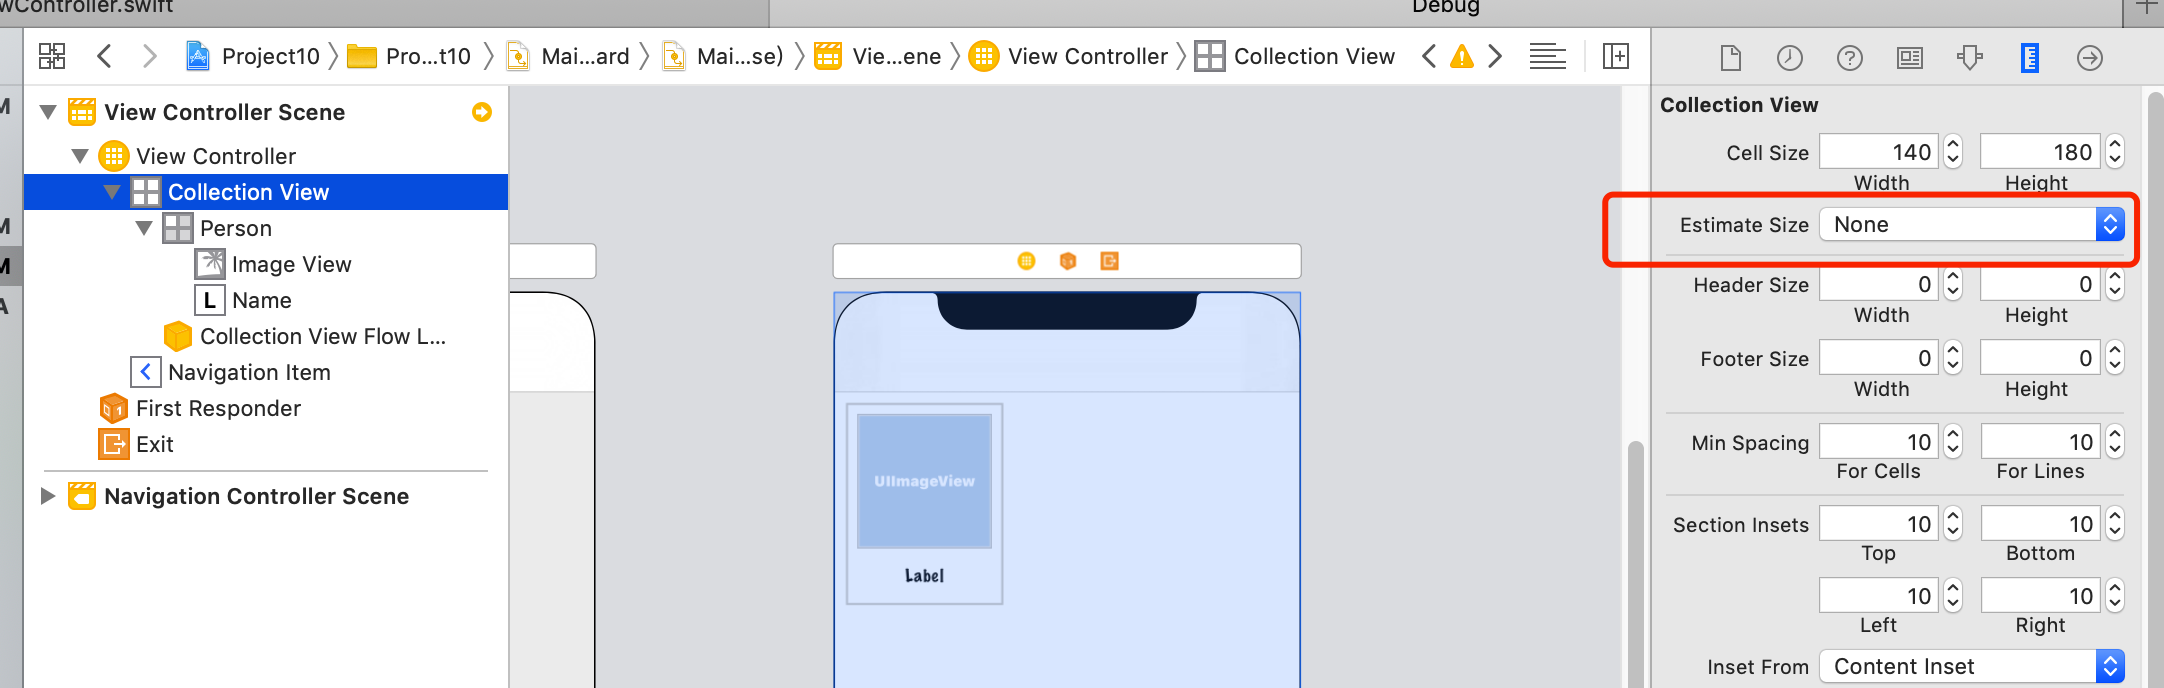 wController.swift
Debug
Project10 Pro...t10 Mai...ard Mai...se) Vie...ene View Controller Collection View
View Controller Scene
View Controller
Collection View
Person
Image View
L Name
Collection View Flow L...
Navigation Item
First Responder
Exit
Navigation Controller Scene
M
M
M
A
UIImageView
Label
Collection View
Cell Size 140 180
Width Height
Estimate Size None
Header Size 0 0
Width Height
Footer Size 0 0
Width Height
Min Spacing 10 10
For Cells For Lines
Section Insets 10 10
Top Bottom
10 10
Left Right
Inset From Content Inset